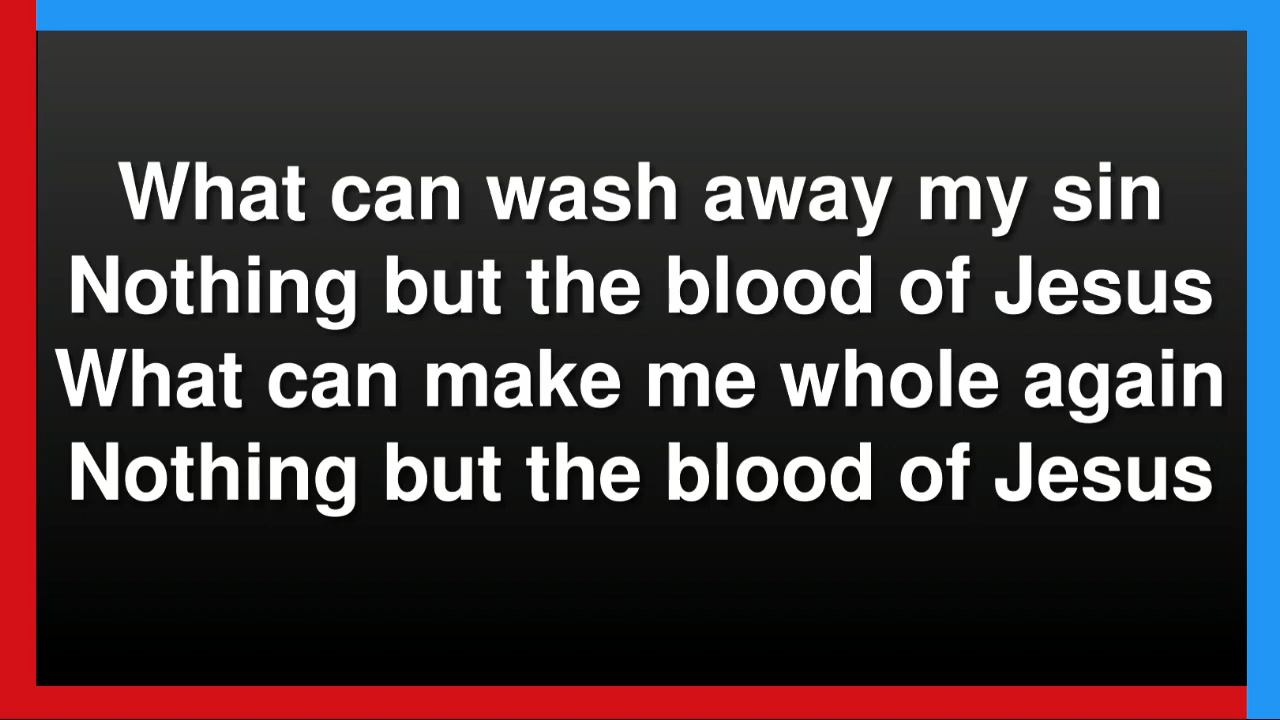 What can wash away my sin
Nothing but the blood of Jesus
What can make me whole again
Nothing but the blood of Jesus